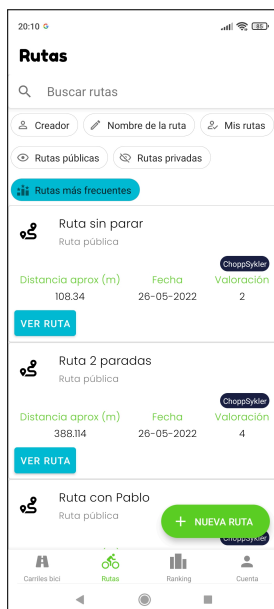 20:10 G 85
Rutas
Buscar rutas
Creador Nombre de la ruta Mis rutas
Rutas públicas Rutas privadas
Rutas más frecuentes
Ruta sin parar
Ruta pública
ChoppSykler
Distancia aprox (m) Fecha Valoración
108.34 26-05-2022 2
VER RUTA
Ruta 2 paradas
Ruta pública
ChoppSykler
Distancia aprox (m) Fecha Valoración
388.114 26-05-2022 4
VER RUTA
Ruta con Pablo
Ruta pública
+ NUEVA RUTA
ChoppSykler
Carriles bici Rutas Ranking Cuenta